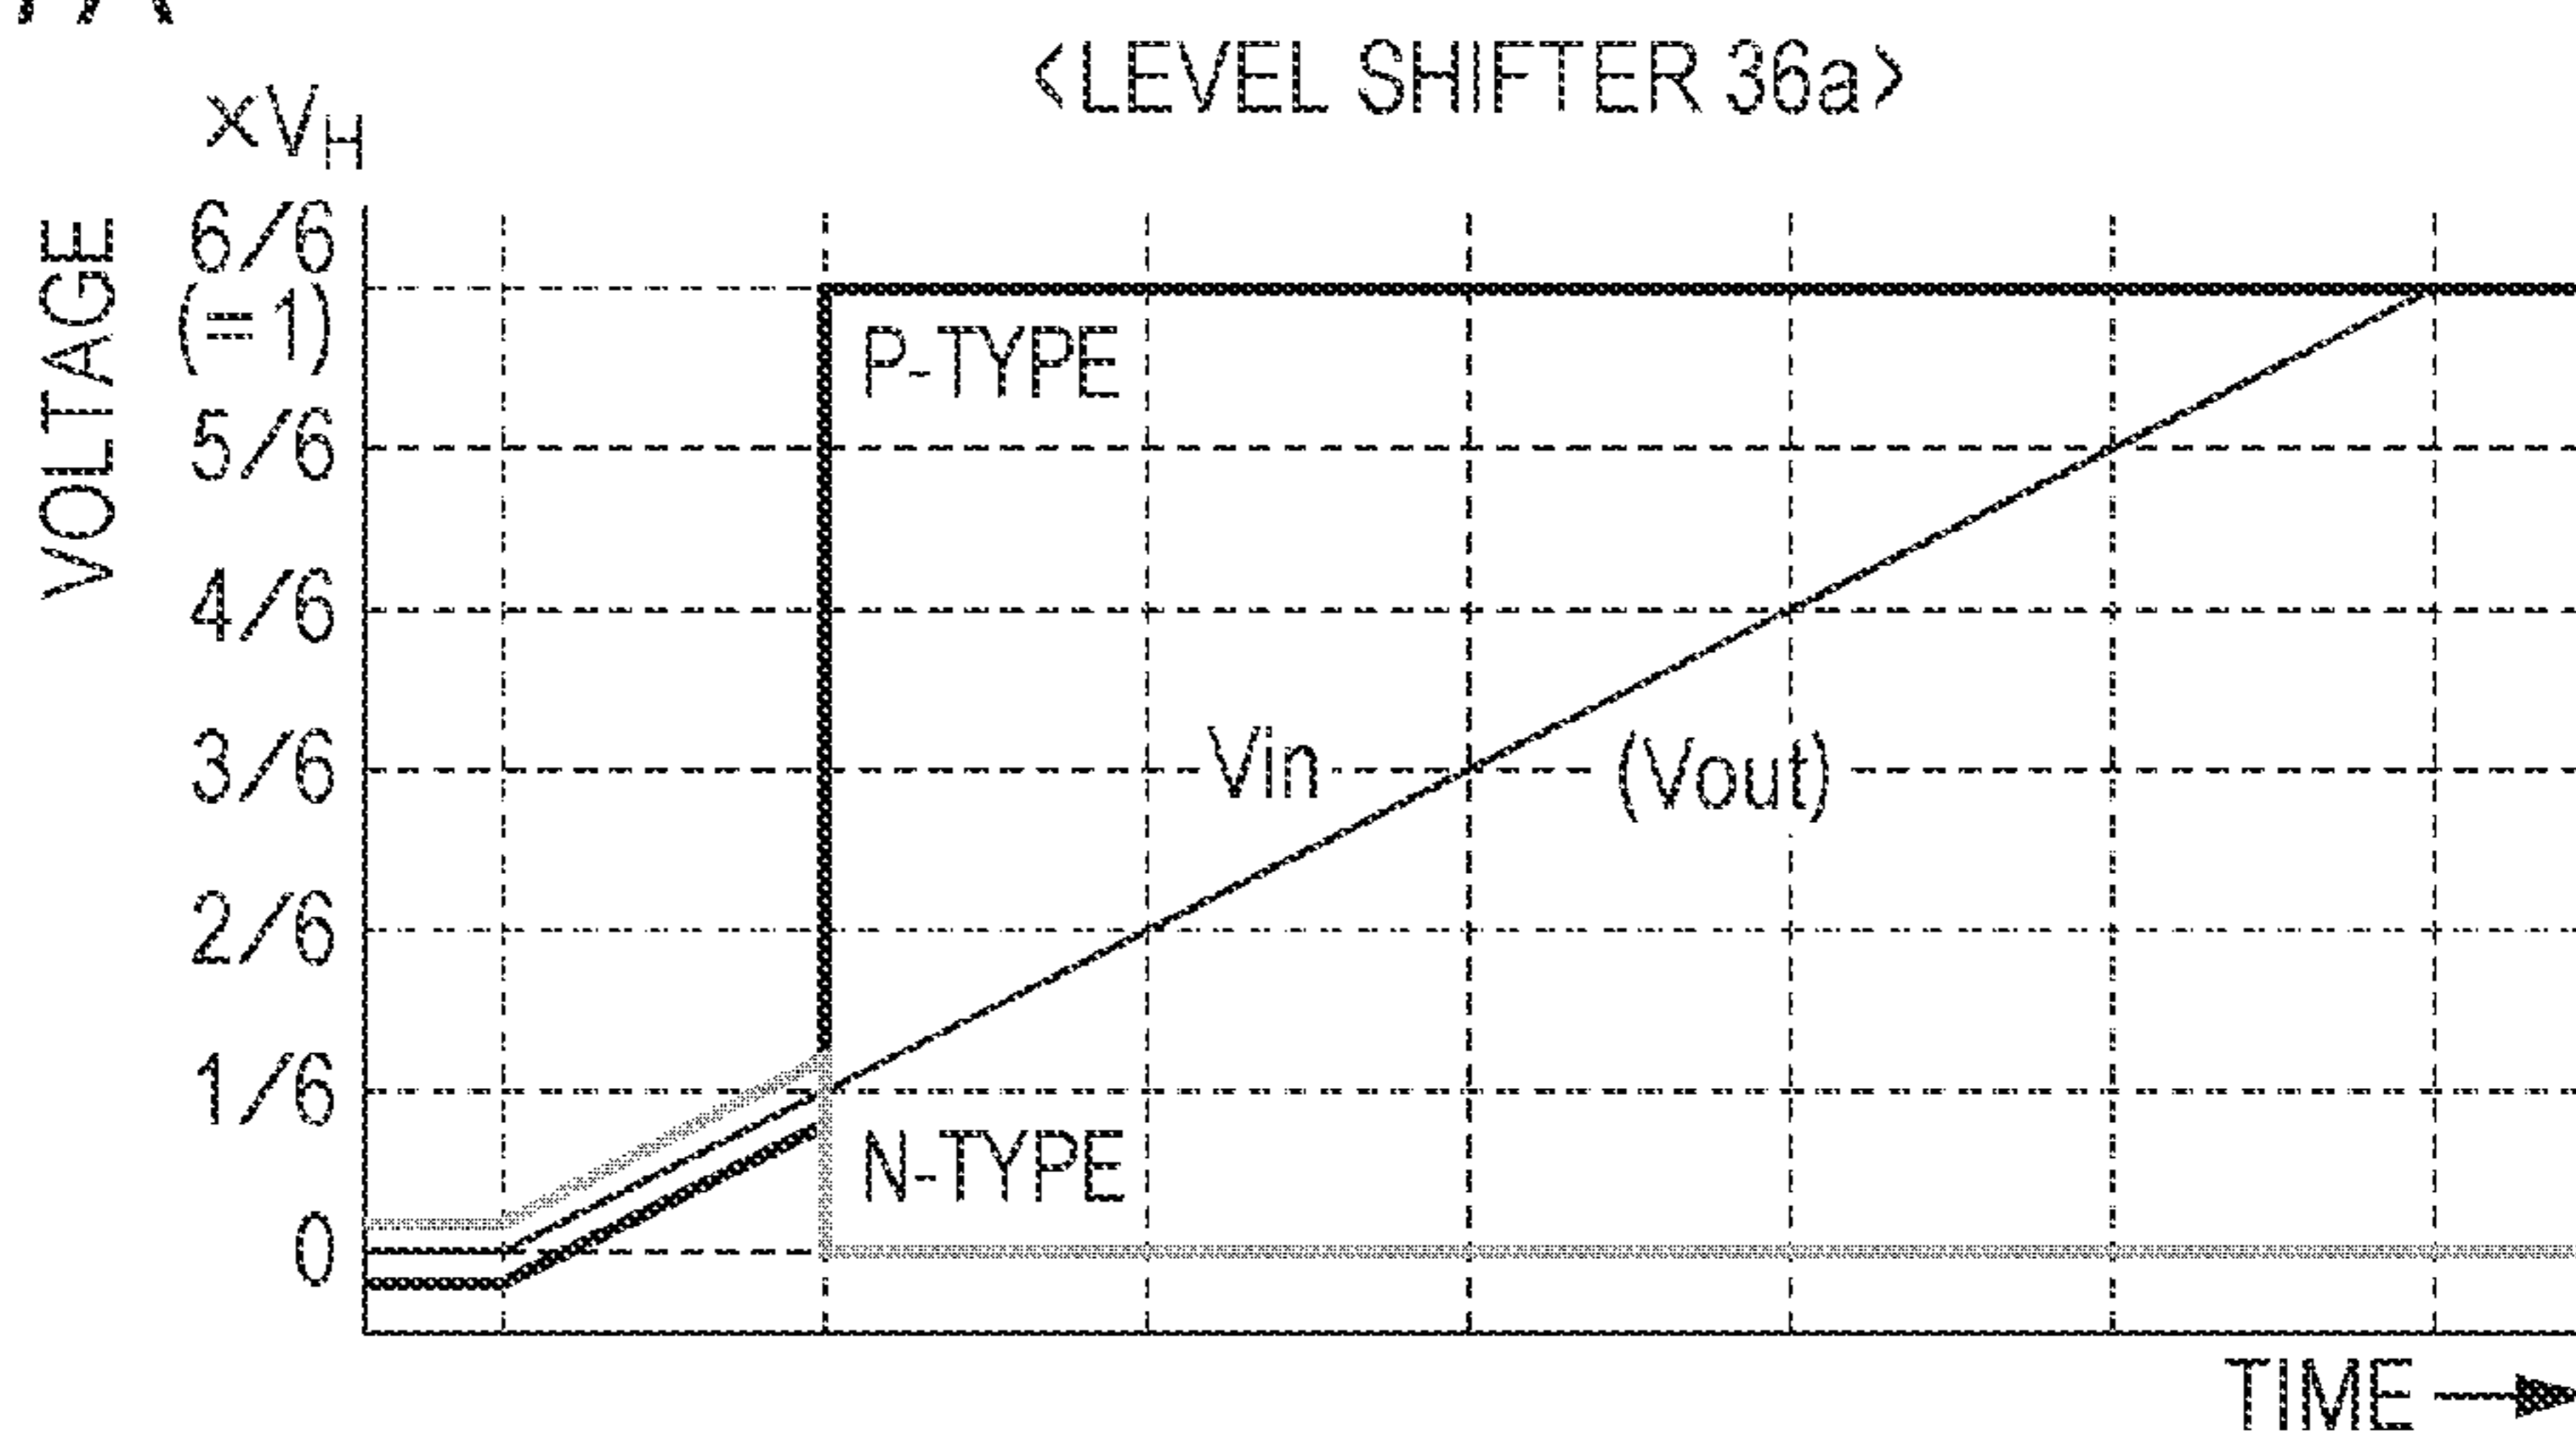 <LEVEL SHIFTER 36a>
×VH
VOLTAGE
6/6
(=1)
P-TYPE
5/6
4/6
3/6
Vin
(Vout)
2/6
1/6
N-TYPE
0
TIME